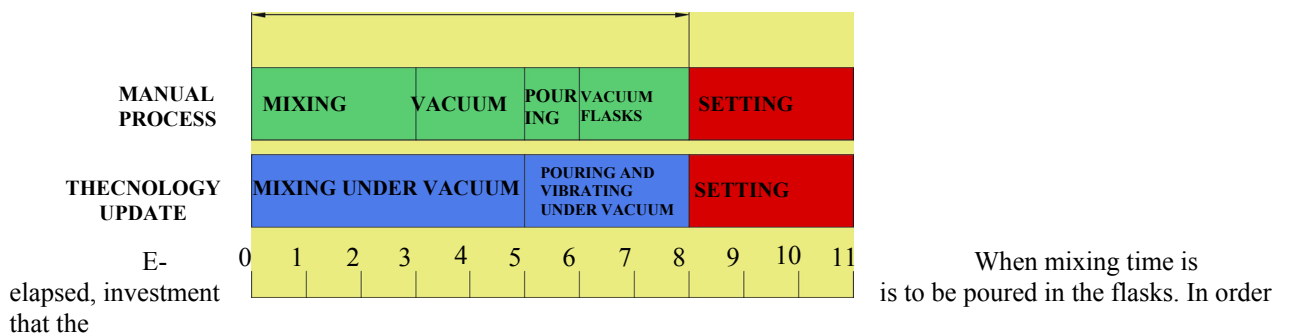 MANUAL
PROCESS
MIXING
VACUUM
POUR
ING
VACUUM
FLASKS
SETTING
THECNOLOGY
UPDATE
MIXING UNDER VACUUM
POURING AND
VIBRATING
UNDER VACUUM
SETTING
0 1 2 3 4 5 6 7 8 9 10 11
E- When mixing time is
elapsed, investment is to be poured in the flasks. In order
that the